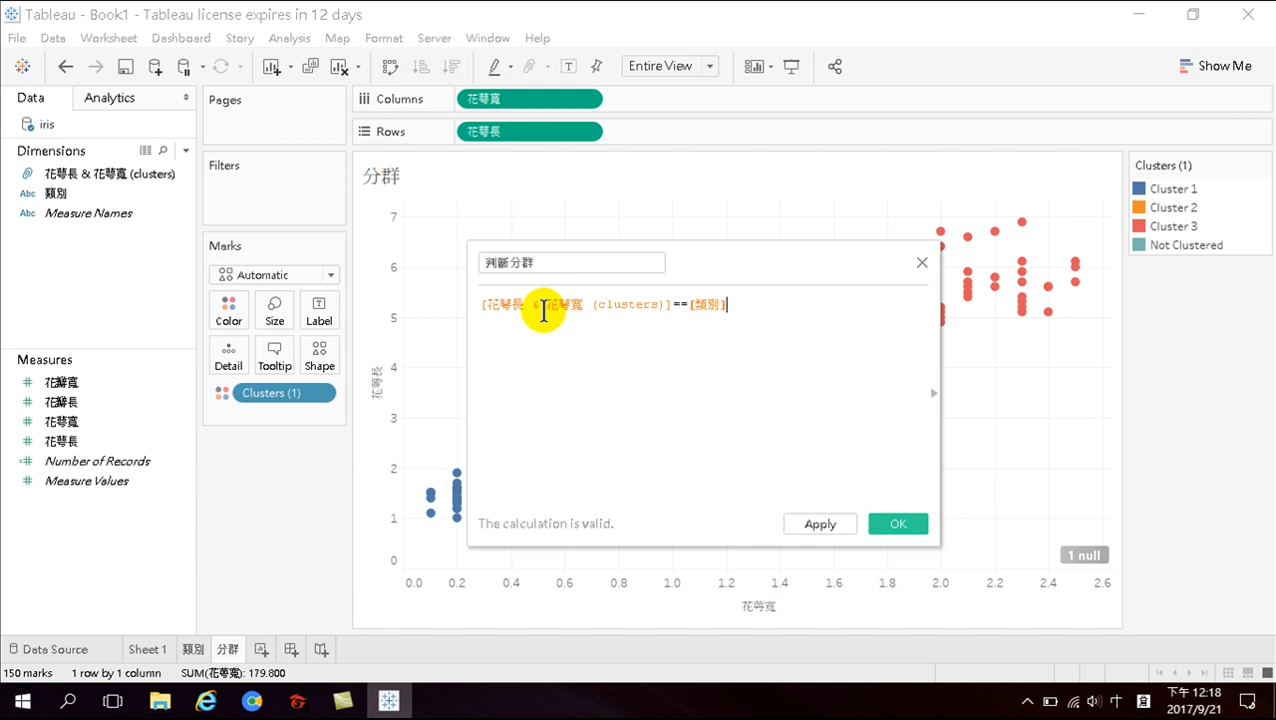 Tableau - Book1 - Tableau license expires in 12 days
File Data Worksheet Dashboard Story Analysis Map Format Server Window Help
Entire View
Show Me
Data Analytics
iris
Dimensions
花萼長 & 花萼寬 (clusters)
Abc 類別
Abc Measure Names
Measures
花瓣寬
花瓣長
花萼寬
花萼長
Number of Records
Measure Values
Pages
Filters
Marks
Automatic
Color Size Label
Detail Tooltip Shape
Clusters (1)
Columns 花萼寬
Rows 花萼長
分群
7
6
5
4
3
2
1
0
花萼長
0.0 0.2 0.4 0.6 0.8 1.0 1.2 1.4 1.6 1.8 2.0 2.2 2.4 2.6
花萼寬
1 null
判斷分群
[花萼長 & 花萼寬 (clusters)]==[類別]
The calculation is valid.
Apply OK
Clusters (1)
Cluster 1
Cluster 2
Cluster 3
Not Clustered
Data Source Sheet 1 類別 分群
150 marks 1 row by 1 column SUM(花萼寬): 179.800
中
下午 12:18
2017/9/21